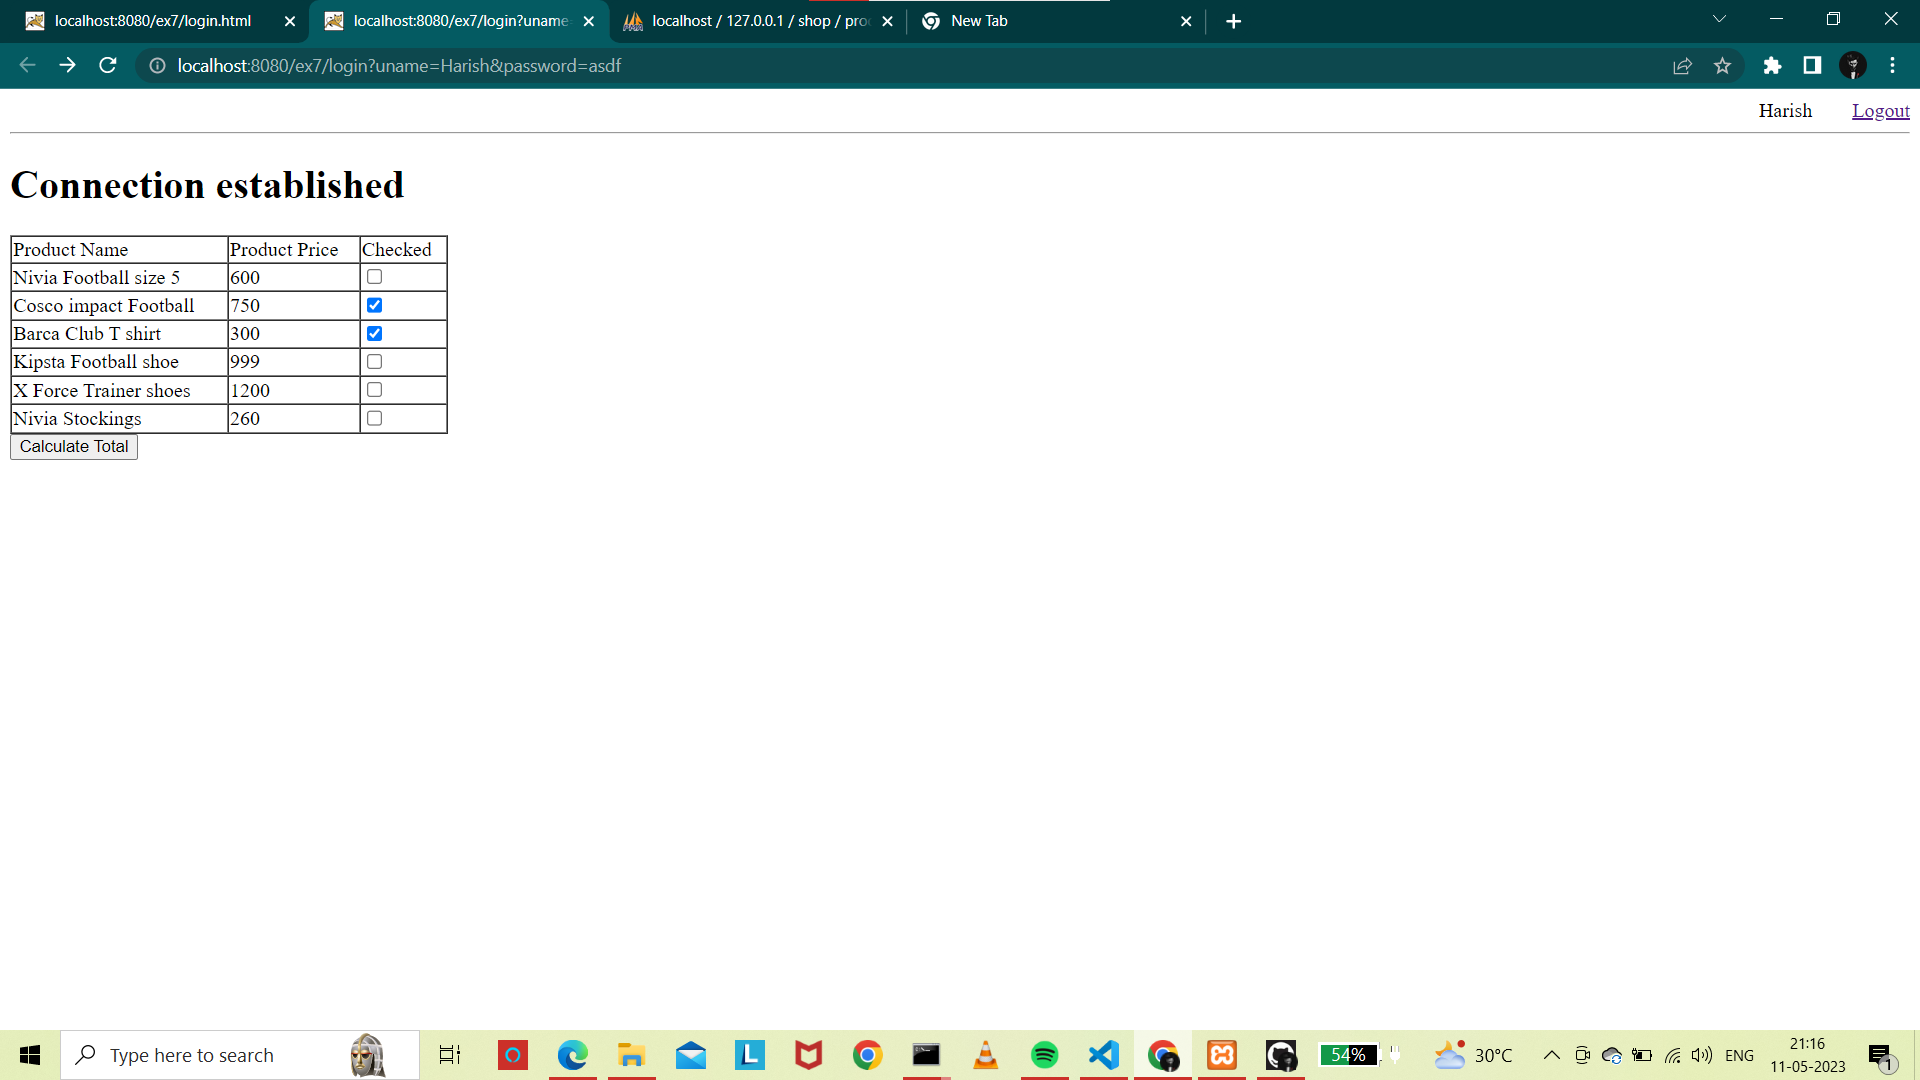 localhost:8080/ex7/login.html
localhost:8080/ex7/login?uname
localhost / 127.0.0.1 / shop / pro
New Tab
localhost:8080/ex7/login?uname=Harish&password=asdf
Harish Logout
Connection established
Product Name Product Price Checked
Nivia Football size 5 600
Cosco impact Football 750
Barca Club T shirt 300
Kipsta Football shoe 999
X Force Trainer shoes 1200
Nivia Stockings 260
Calculate Total
Type here to search
L
54%
30°C
ENG
21:16
11-05-2023
1